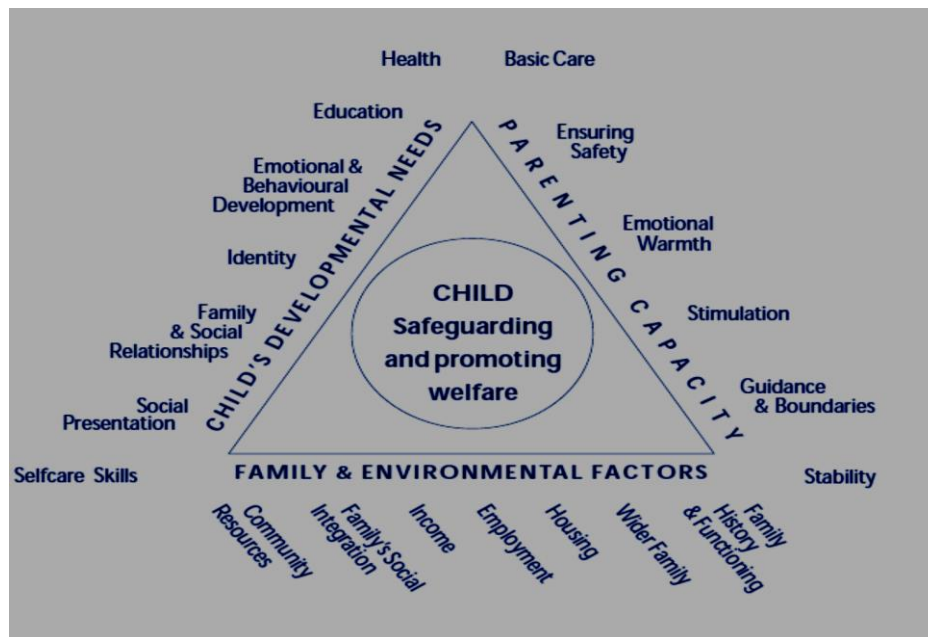 Health
Basic Care
Education
Ensuring
Safety
Emotional &
Behavioural
Development
Emotional
Warmth
Identity
Stimulation
Family
& Social
Relationships
Guidance
& Boundaries
Social
Presentation
Selfcare Skills
Stability
CHILD'S DEVELOPMENTAL NEEDS
PARENTING CAPACITY
CHILD
Safeguarding
and promoting
welfare
FAMILY & ENVIRONMENTAL FACTORS
Community
Resources
Family's Social
Integration
Income
Employment
Housing
Wider Family
Family
History
& Functioning